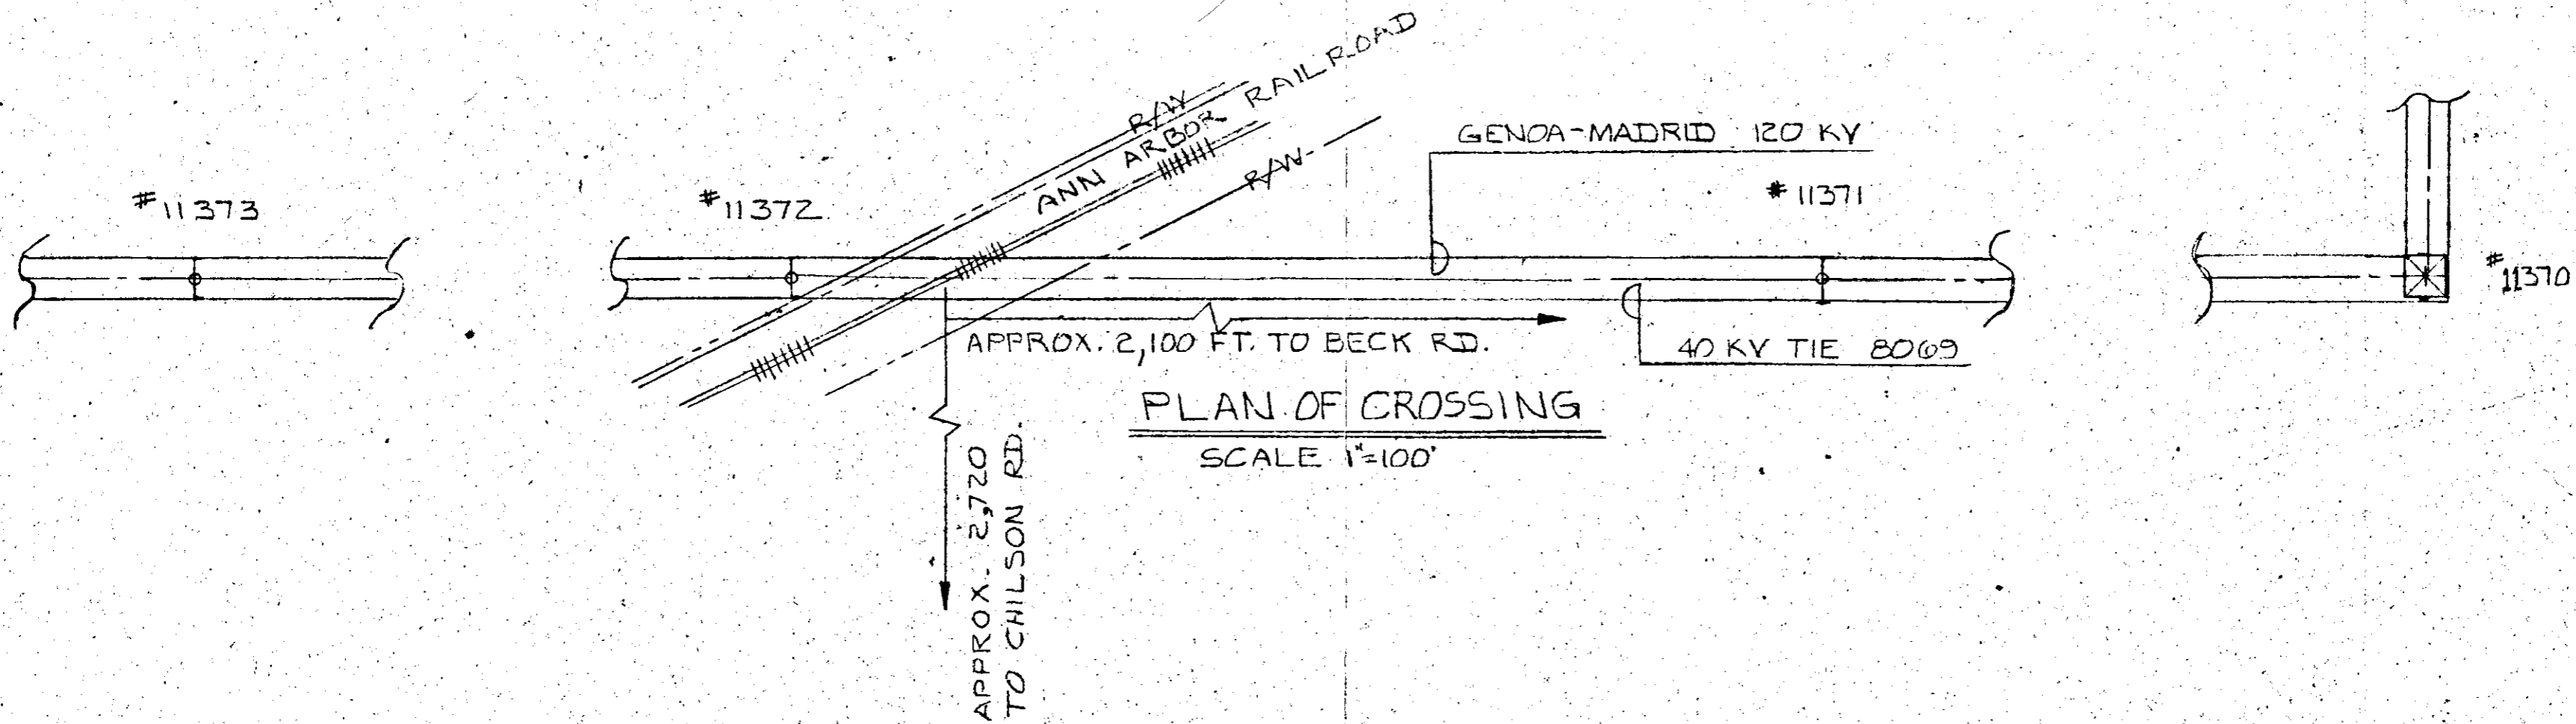 R/W
ANN ARBOR RAILROAD
R/W
GENOA-MADRID 120 KV
#11373
#11372
#11371
#11370
APPROX. 2,100 FT. TO BECK RD.
40 KV TIE 8069
PLAN OF CROSSING
SCALE 1"=100'
APPROX. 2,720
TO CHILSON RD.